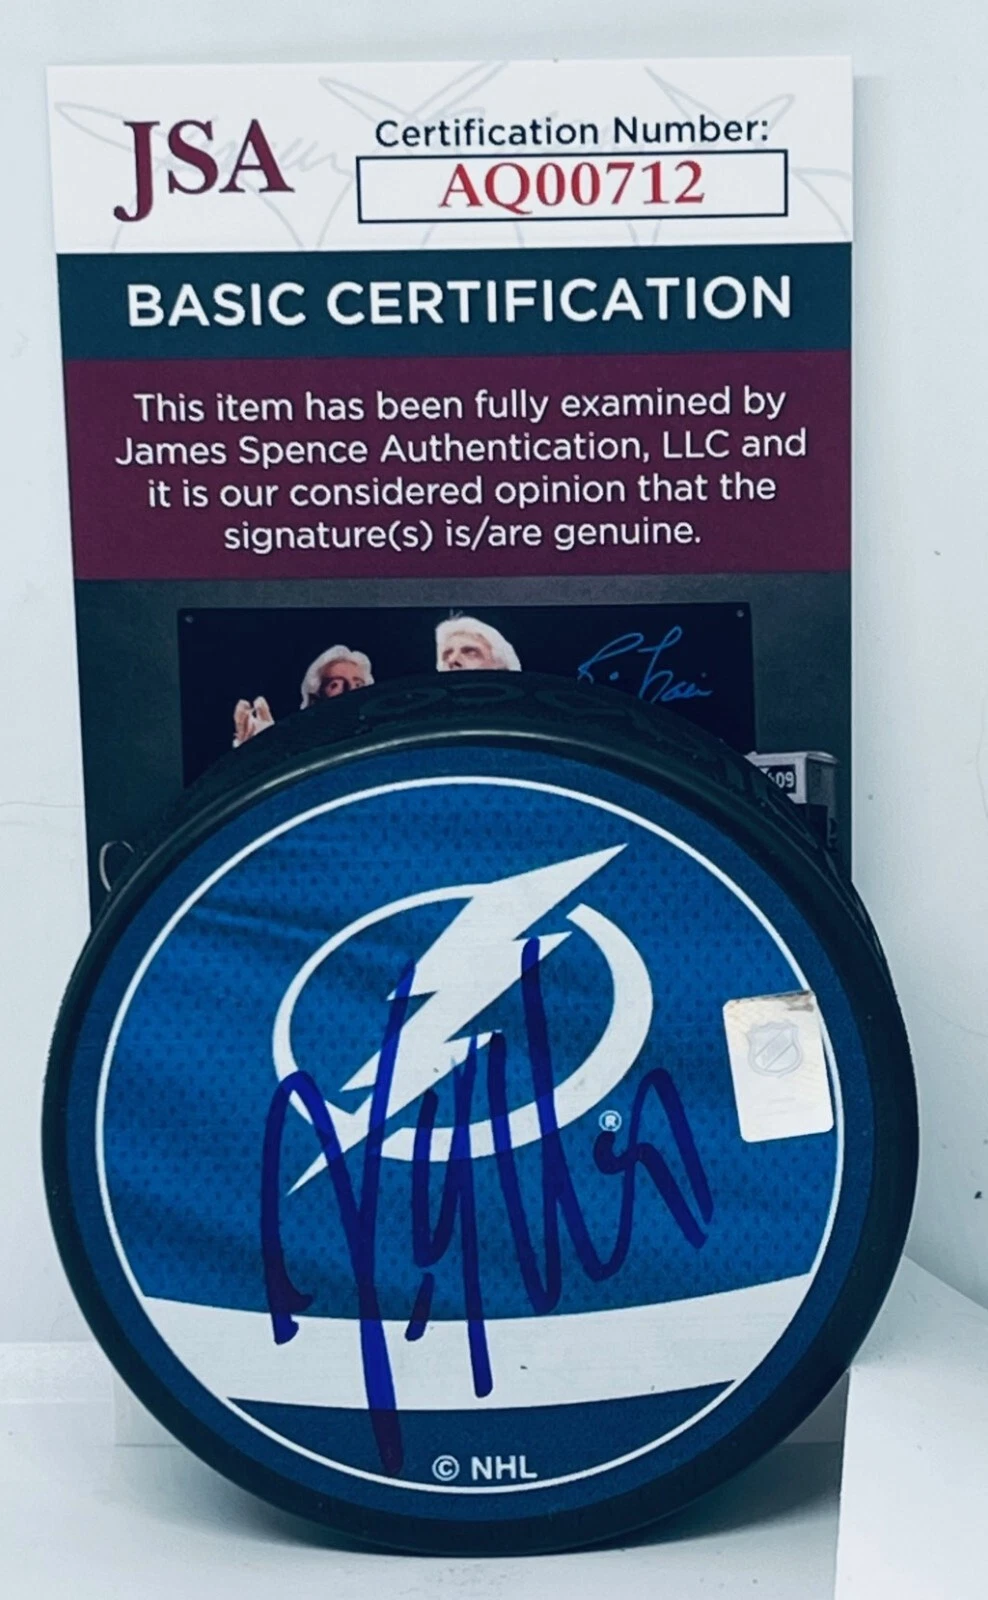 JSA
Certification Number:
AQ00712
BASIC CERTIFICATION
This item has been fully examined by
James Spence Authentication, LLC and
it is our considered opinion that the
signature(s) is/are genuine.
09
®
© NHL